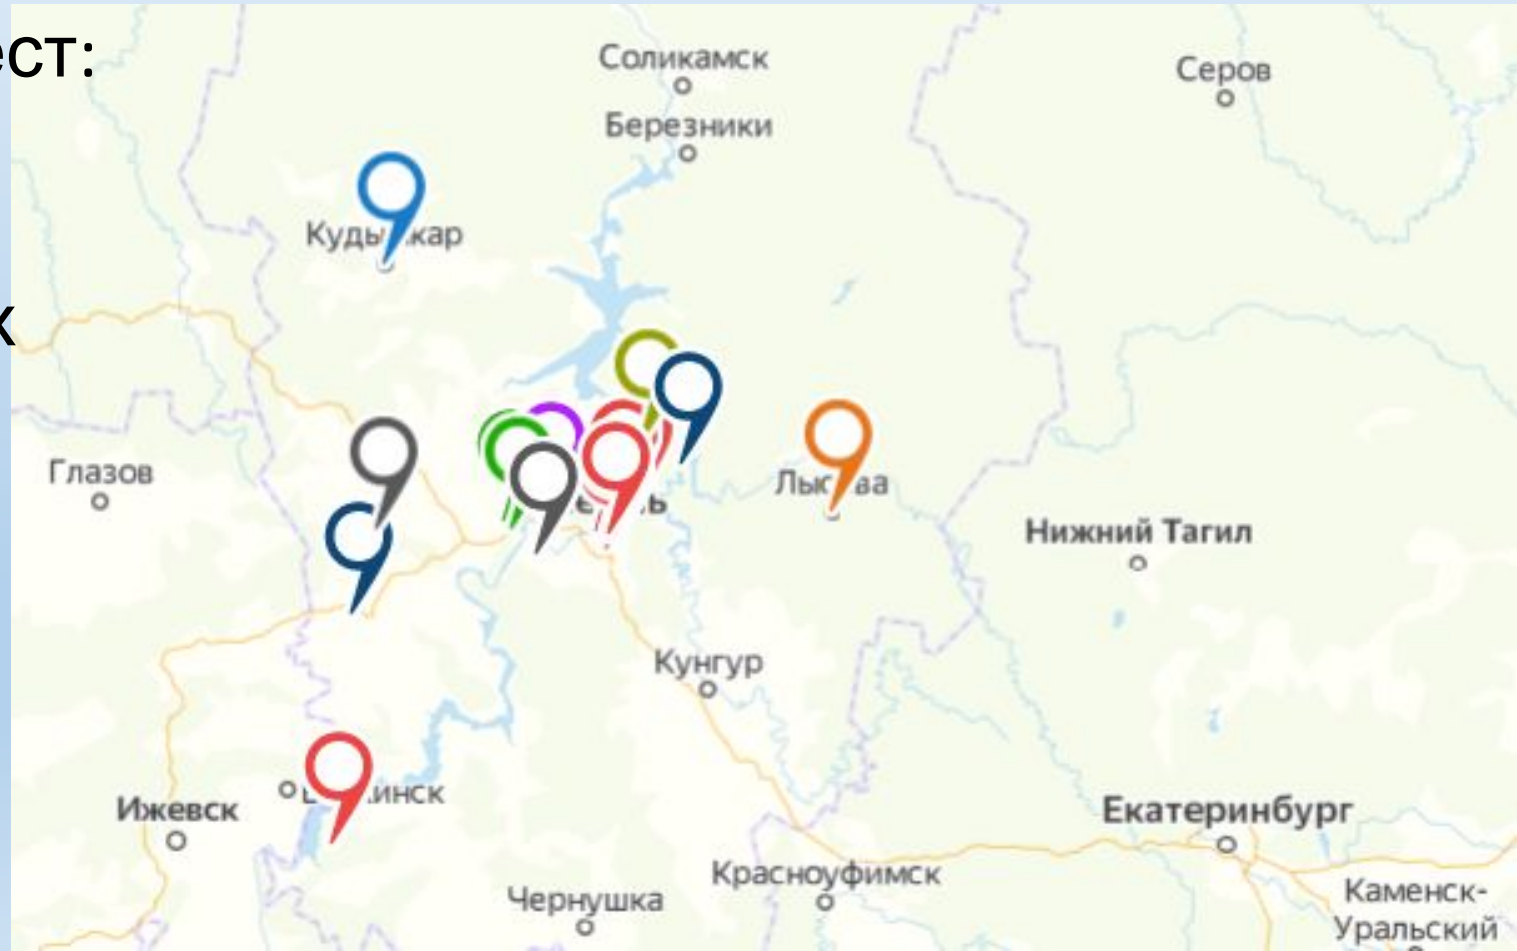 ест:
Соликамск
Серов
Березники
к
Глазов
Нижний Тагил
Кунгур
Ижевск
Екатеринбург
Красноуфимск
Чернушка
Каменск-
Уральский